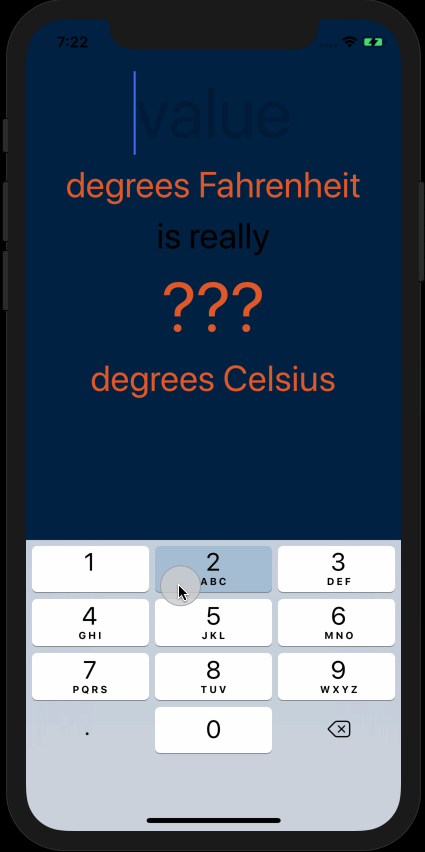 7:22
value
degrees Fahrenheit
is really
???
degrees Celsius
1
2
ABC
3
DEF
4
GHI
5
JKL
6
MNO
7
PQRS
8
TUV
9
WXYZ
.
0